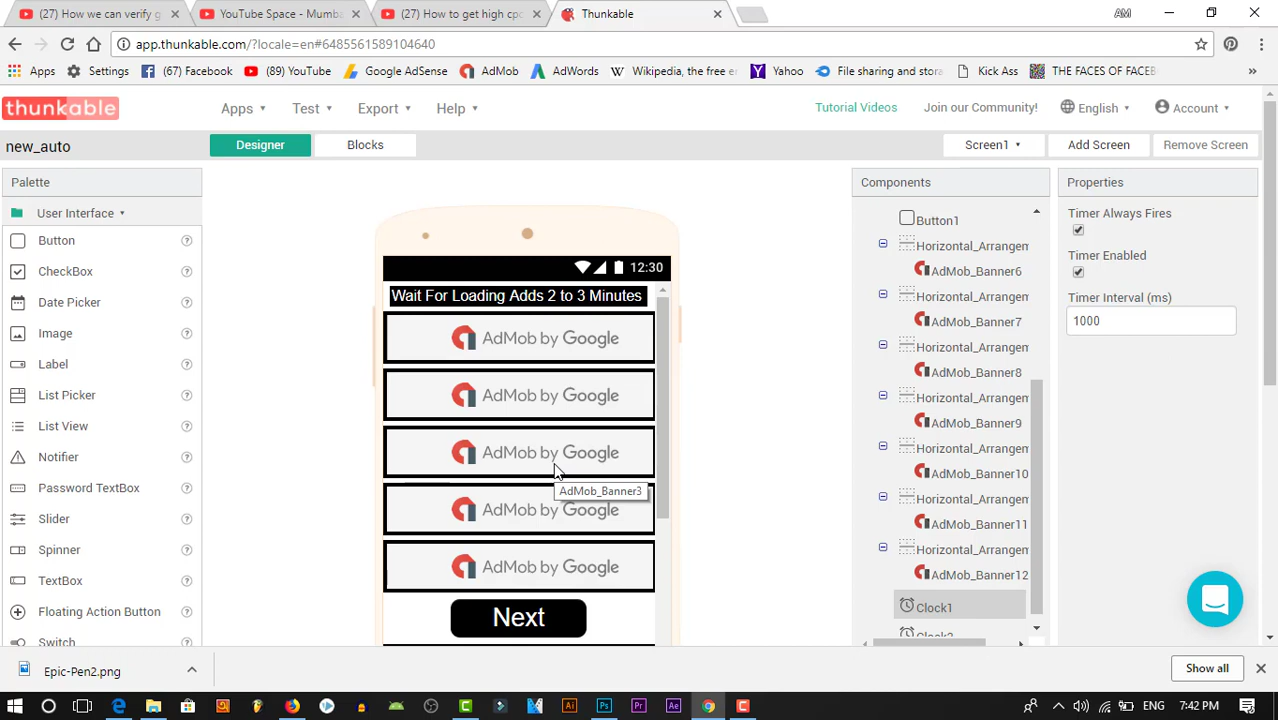 (27) How we can verify g
YouTube Space - Mumba
(27) How to get high cpc
Thunkable
AM
app.thunkable.com/?locale=en#6485561589104640
Apps
Settings
(67) Facebook
(89) YouTube
Google AdSense
AdMob
AdWords
Wikipedia, the free e
Yahoo
File sharing and stora
Kick Ass
THE FACES OF FACEB
thunkable
Apps
Test
Export
Help
Tutorial Videos
Join our Community!
English
Account
new_auto
Designer
Blocks
Screen1
Add Screen
Remove Screen
Palette
User Interface
Button
CheckBox
Date Picker
Image
Label
List Picker
List View
Notifier
Password TextBox
Slider
Spinner
TextBox
Floating Action Button
Switch
12:30
Wait For Loading Adds 2 to 3 Minutes
AdMob by Google
AdMob by Google
AdMob by Google
AdMob_Banner3
AdMob by Google
AdMob by Google
Next
Components
Button1
Horizontal_Arrangem
AdMob_Banner6
Horizontal_Arrangem
AdMob_Banner7
Horizontal_Arrangem
AdMob_Banner8
Horizontal_Arrangem
AdMob_Banner9
Horizontal_Arrangem
AdMob_Banner10
Horizontal_Arrangem
AdMob_Banner11
Horizontal_Arrangem
AdMob_Banner12
Clock1
Clock2
Properties
Timer Always Fires
Timer Enabled
Timer Interval (ms)
1000
Epic-Pen2.png
Show all
7:42 PM
ENG